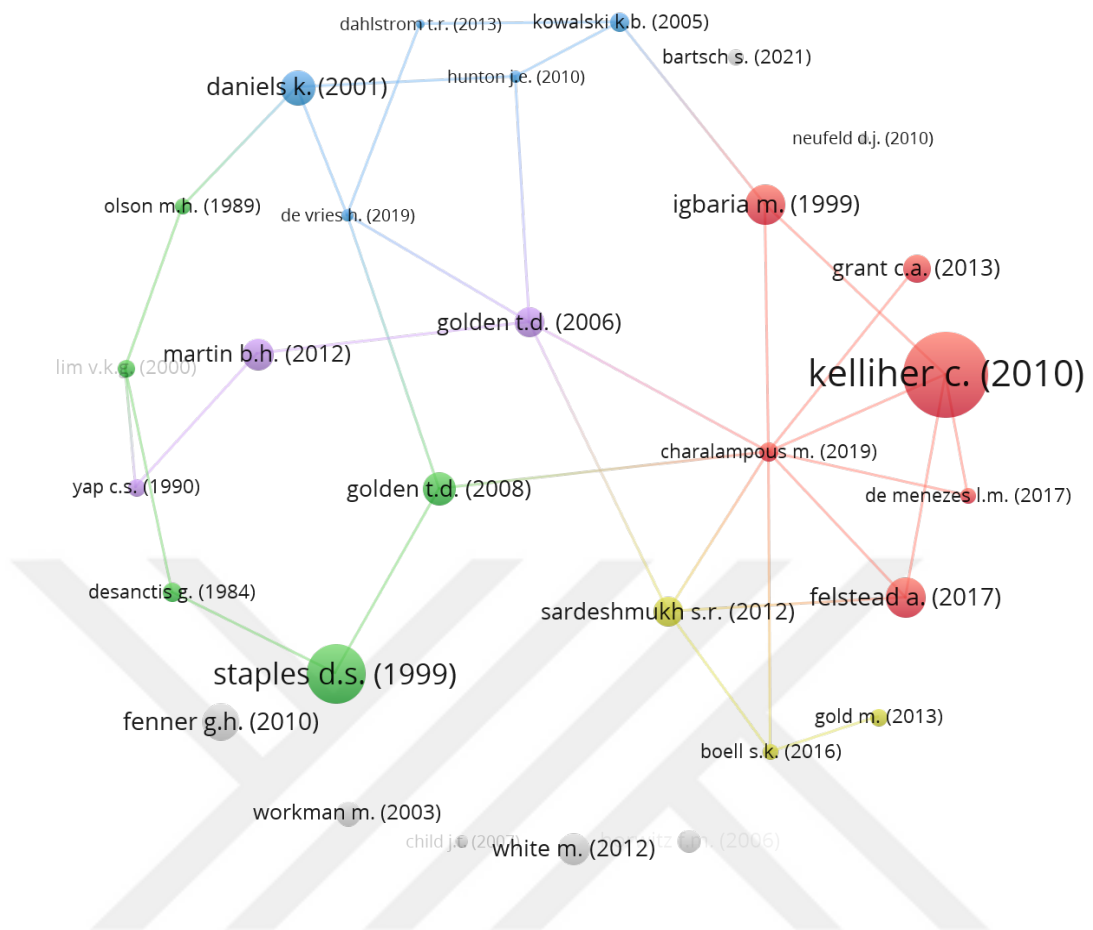 dahlstrom t.r. (2013)
kowalski k.b. (2005)
bartsch s. (2021)
hunton j.e. (2010)
daniels k. (2001)
neufeld d.j. (2010)
olson m.h. (1989)
de vries h. (2019)
igbaria m. (1999)
grant c.a. (2013)
golden t.d. (2006)
martin b.h. (2012)
lim v.k.g. (2000)
kelliher c. (2010)
charalampous m. (2019)
yap c.s. (1990)
golden t.d. (2008)
de menezes l.m. (2017)
desanctis g. (1984)
sardeshmukh s.r. (2012)
felstead a. (2017)
staples d.s. (1999)
fenner g.h. (2010)
gold m. (2013)
boell s.k. (2016)
workman m. (2003)
child j.t. (2007)
white m. (2012)
(2006)